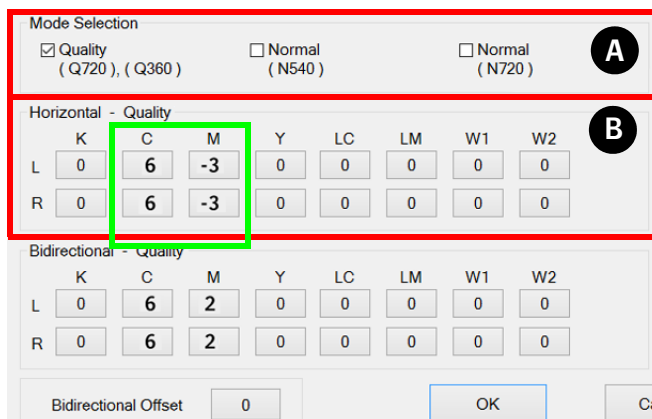 Mode Selection
Quality Normal Normal
( Q720 ), ( Q360 ) ( N540 ) ( N720 )
A
Horizontal - Quality
B
K C M Y LC LM W1 W2
L 0 6 -3 0 0 0 0 0
R 0 6 -3 0 0 0 0 0
Bidirectional - Quality
K C M Y LC LM W1 W2
L 0 6 2 0 0 0 0 0
R 0 6 2 0 0 0 0 0
Bidirectional Offset 0 OK